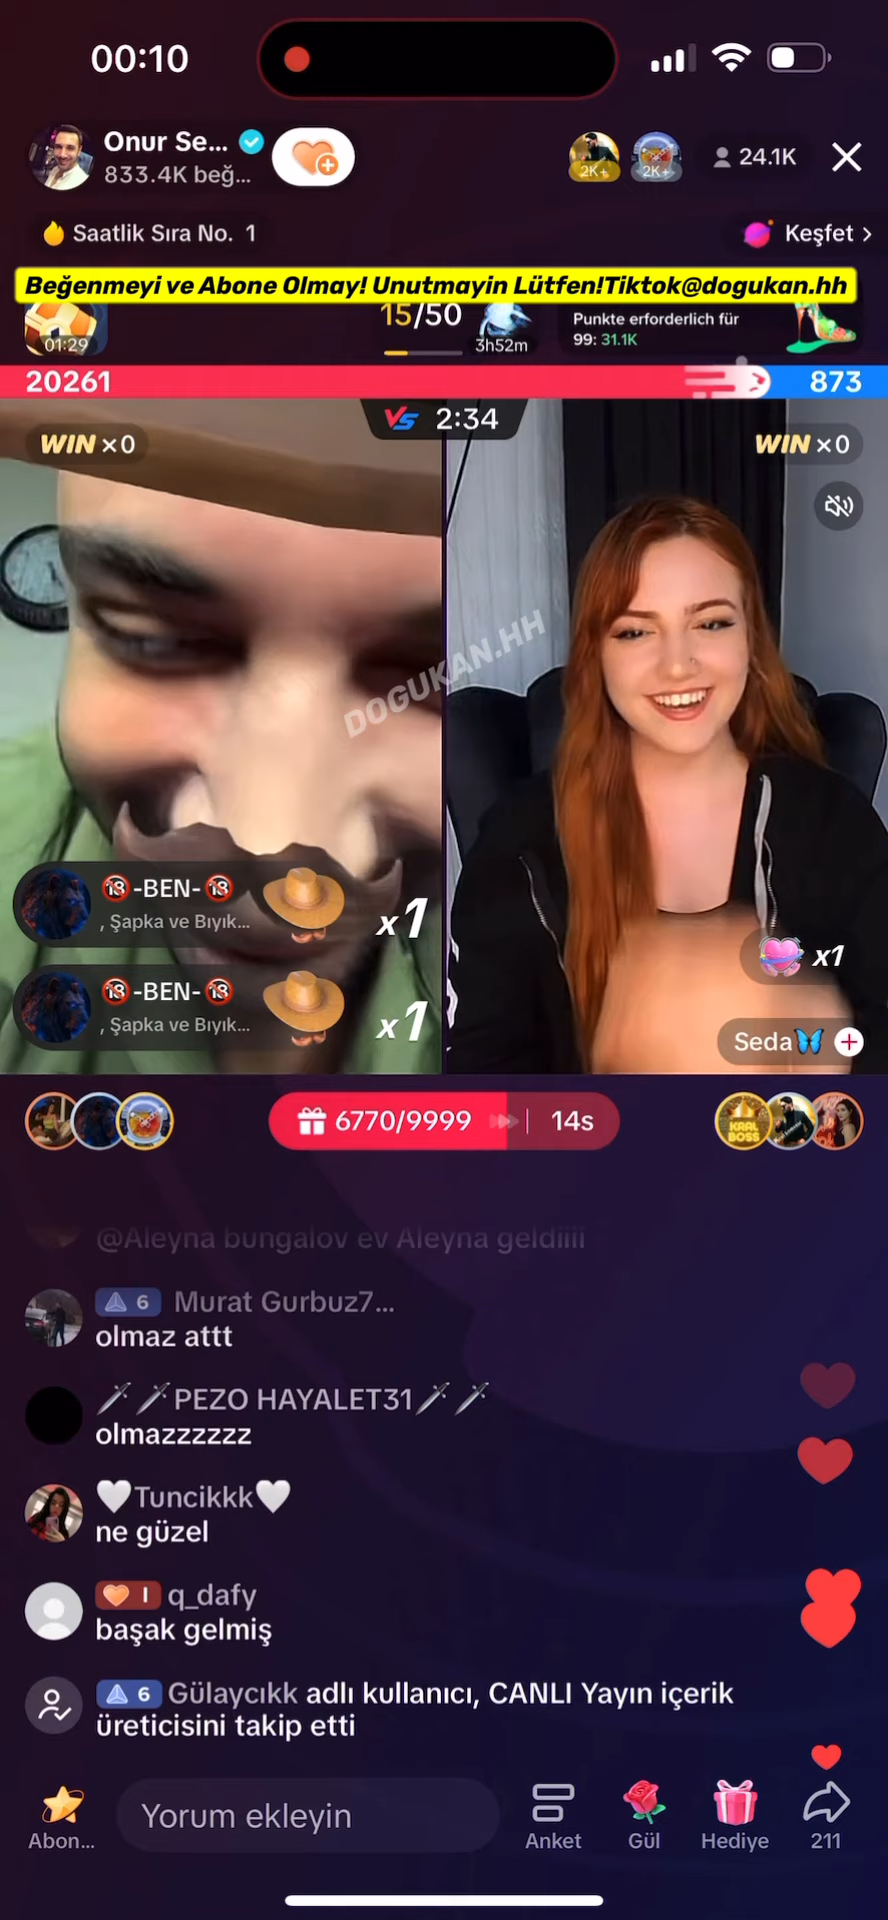 00:10
Onur Se...
833.4K beğ...
2K+
2K+
24.1K
Saatlik Sıra No. 1
Keşfet >
Beğenmeyi ve Abone Olmay! Unutmayin Lütfen!Tiktok@dogukan.hh
01:29
15/50
3h52m
Punkte erforderlich für
99: 31.1K
20261
873
VS 2:34
WIN x0
WIN x0
DOGUKAN.HH
🔞-BEN-🔞
, Şapka ve Bıyık...
x1
🔞-BEN-🔞
, Şapka ve Bıyık...
x1
x1
Seda🦋 +
6770/9999
14s
KRAL
BOSS
@Aleyna bungalov ev Aleyna geldiiii
6 Murat Gurbuz7...
olmaz attt
🗡️🗡️PEZO HAYALET31🗡️🗡️
olmazzzzzz
🤍Tuncikkk🤍
ne güzel
I q_dafy
başak gelmiş
6 Gülaycıkk adlı kullanıcı, CANLI Yayın içerik
üreticisini takip etti
Abon...
Yorum ekleyin
Anket
Gül
Hediye
211